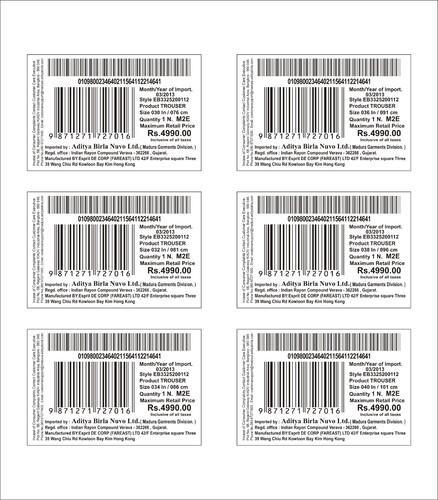 01098002346402115641122 14641
Month/Year of Import.
03/2013
Style EB3325200112
Product TROUSER
Size 030 In / 081 cm
Quantity 1 N. M2E
Maximum Retail Price
Rs.4990.00
Inclusive of all taxes
9 871271 727016
Imported by : Aditya Birla Nuvo Ltd.( Madura Garments Division. )
Regd. office : Indian Rayon Compound Verava - 362266 , Gujarat.
Manufactured BY:Esprit DE CORP (FAREAST) LTD 42/F Enterprise square Three
39 Wang Chiu Rd Kowloon Bay Kim Hong Kong
Month/Year of Import.
03/2013
Style EB3325200112
Product TROUSER
Size 036 In / 091 cm
Quantity 1 N. M2E
Maximum Retail Price
Rs.4990.00
Inclusive of all taxes
9 871271 727016
Imported by : Aditya Birla Nuvo Ltd.( Madura Garments Division. )
Regd. office : Indian Rayon Compound Verava - 362266 , Gujarat.
Manufactured BY:Esprit DE CORP (FAREAST) LTD 42/F Enterprise square Three
39 Wang Chiu Rd Kowloon Bay Kim Hong Kong
Month/Year of Import.
03/2013
Style EB3325200112
Product TROUSER
Size 032 In / 081 cm
Quantity 1 N. M2E
Maximum Retail Price
Rs.4990.00
Inclusive of all taxes
9 871271 727016
Imported by : Aditya Birla Nuvo Ltd.( Madura Garments Division. )
Regd. office : Indian Rayon Compound Verava - 362266 , Gujarat.
Manufactured BY:Esprit DE CORP (FAREAST) LTD 42/F Enterprise square Three
39 Wang Chiu Rd Kowloon Bay Kim Hong Kong
Month/Year of Import.
03/2013
Style EB3325200112
Product TROUSER
Size 038 In / 096 cm
Quantity 1 N. M2E
Maximum Retail Price
Rs.4990.00
Inclusive of all taxes
9 871271 727016
Imported by : Aditya Birla Nuvo Ltd.( Madura Garments Division. )
Regd. office : Indian Rayon Compound Verava - 362266 , Gujarat.
Manufactured BY:Esprit DE CORP (FAREAST) LTD 42/F Enterprise square Three
39 Wang Chiu Rd Kowloon Bay Kim Hong Kong
Month/Year of Import.
03/2013
Style EB3325200112
Product TROUSER
Size 034 In / 086 cm
Quantity 1 N. M2E
Maximum Retail Price
Rs.4990.00
Inclusive of all taxes
9 871271 727016
Imported by : Aditya Birla Nuvo Ltd.( Madura Garments Division. )
Regd. office : Indian Rayon Compound Verava - 362266 , Gujarat.
Manufactured BY:Esprit DE CORP (FAREAST) LTD 42/F Enterprise square Three
39 Wang Chiu Rd Kowloon Bay Kim Hong Kong
Month/Year of Import.
03/2013
Style EB3325200112
Product TROUSER
Size 040 In / 101 cm
Quantity 1 N. M2E
Maximum Retail Price
Rs.4990.00
Inclusive of all taxes
9 871271 727016
Imported by : Aditya Birla Nuvo Ltd.( Madura Garments Division. )
Regd. office : Indian Rayon Compound Verava - 362266 , Gujarat.
Manufactured BY:Esprit DE CORP (FAREAST) LTD 42/F Enterprise square Three
39 Wang Chiu Rd Kowloon Bay Kim Hong Kong